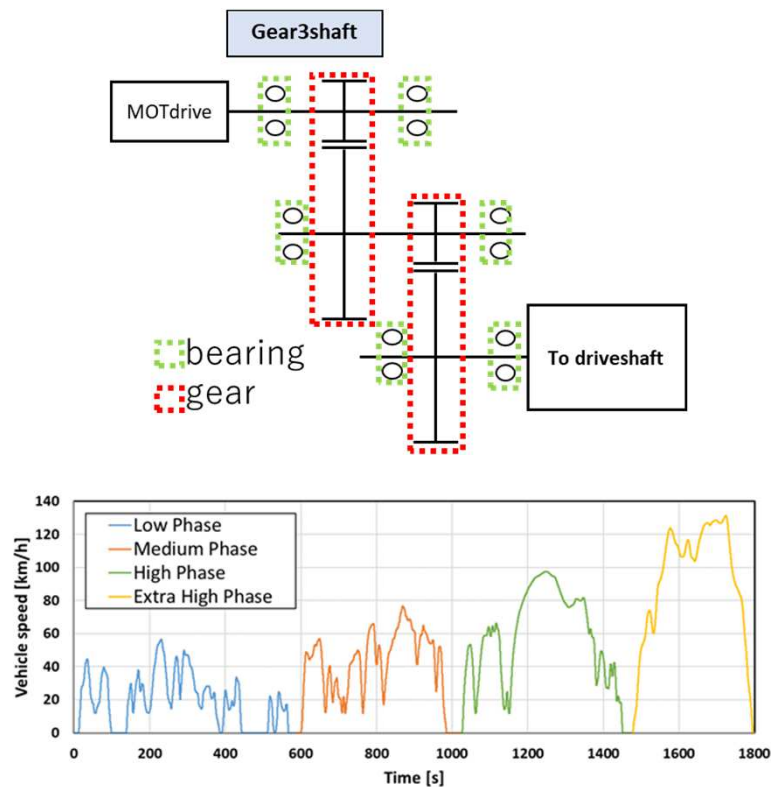 Gear3shaft
MOTdrive
bearing
gear
To driveshaft
140
120
100
80
60
40
20
0
Vehicle speed [km/h]
Low Phase
Medium Phase
High Phase
Extra High Phase
0 200 400 600 800 1000 1200 1400 1600 1800
Time [s]